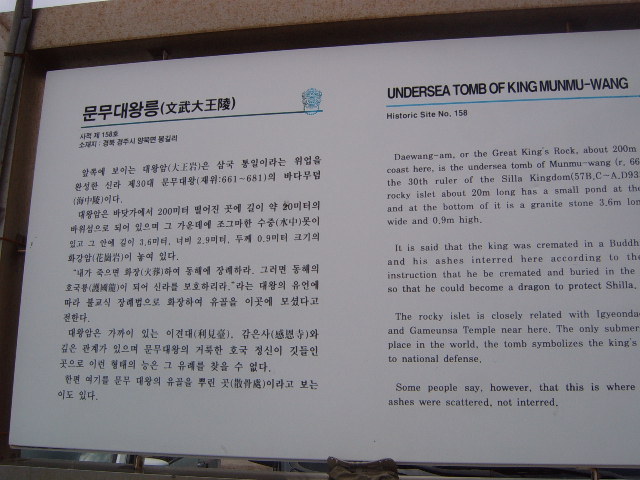 문무대왕릉(文武大王陵)
사적 제 158호
소재지 : 경북 경주시 양북면 봉길리
앞쪽에 보이는 대왕암(大王岩)은 삼국 통일이라는 위업을
완성한 신라 제30대 문무대왕(재위:661~681)의 바다무덤
(海中陵)이다.
대왕암은 바닷가에서 200미터 떨어진 곳에 길이 약 20미터의
바위섬으로 되어 있으며 그 가운데에 조그마한 수중(水中)못이
있고 그 안에 길이 3.6미터, 너비 2.9미터, 두께 0.9미터 크기의
화강암(花崗岩)이 놓여 있다.
"내가 죽으면 화장(火葬)하여 동해에 장례하라. 그러면 동해의
호국룡(護國龍)이 되어 신라를 보호하리라."라는 대왕의 유언에
따라 불교식 장례법으로 화장하여 유골을 이곳에 모셨다고
전한다.
대왕암은 가까이 있는 이견대(利見臺), 감은사(感恩寺)와
깊은 관계가 있으며 문무대왕의 거룩한 호국 정신이 깃들인
곳으로 이런 형태의 능은 그 유례를 찾을 수 없다.
한편 여기를 문무 대왕의 유골을 뿌린 곳(散骨處)이라고 보는
이도 있다.
UNDERSEA TOMB OF KING MUNMU-WANG
Historic Site No. 158
Daewang-am, or the Great King's Rock, about 200m
coast here, is the undersea tomb of Munmu-wang (r. 66
the 30th ruler of the Silla Kingdom(57B,C~A,D93
rocky islet about 20m long has a small pond at the
and at the bottom of it is a granite stone 3.6m lo
wide and 0.9m high.
It is said that the king was cremated in a Buddh
and his ashes interred here according to the
instruction that he be cremated and buried in the
so that he could become a dragon to protect Shilla.
The rocky islet is closely related with Igyeondae
and Gameunsa Temple near here. The only submer
place in the world, the tomb symbolizes the king's
to national defense.
Some people say, however, that this is where
ashes were scattered, not interred.